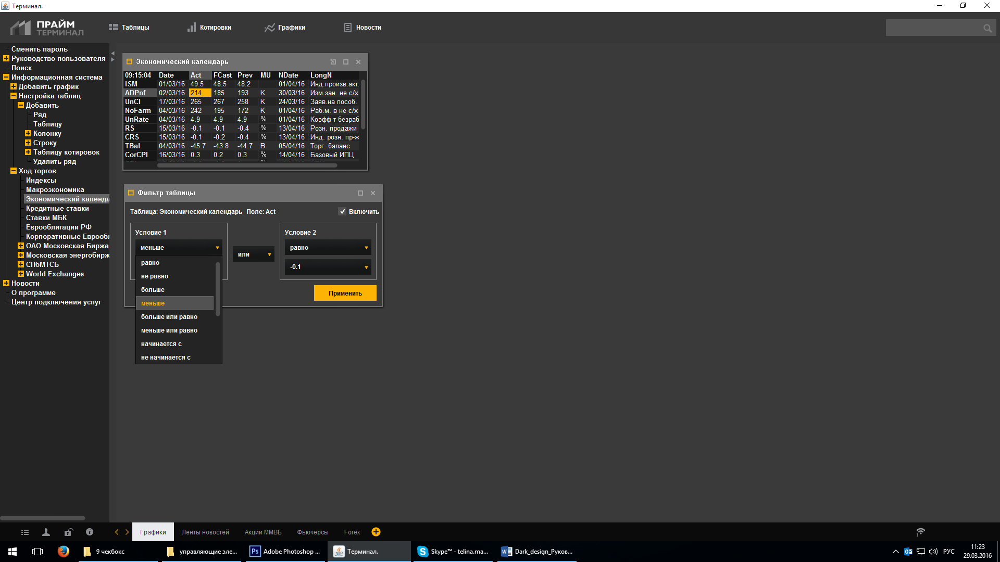 Терминал.
ПРАЙМ
ТЕРМИНАЛ
Таблицы
Котировки
Графики
Новости
Сменить пароль
Руководство пользователя
Поиск
Информационная система
Добавить график
Настройка таблиц
Добавить
Ряд
Таблицу
Колонку
Строку
Таблицу котировок
Удалить ряд
Ход торгов
Индексы
Макроэкономика
Экономический календа
Кредитные ставки
Ставки МБК
Еврооблигации РФ
Корпоративные Евообл
ОАО Московская Биржа
Московская энергобирж
СПбМТСБ
World Exchanges
Новости
О программе
Центр подключения услуг
Экономический календарь
09:15:04 Date Act FCast Prev MU NDate LongN
ISM 01/03/16 49.5 48.5 48.2 01/04/16 Инд.произв.акт.
ADPnf 02/03/16 214 185 193 K 30/03/16 Изм.зан. не с/х
UnCl 17/03/16 265 267 258 K 24/03/16 Заяв.на пособ.
NoFarm 04/03/16 242 195 172 K 01/04/16 Раб.м. в не с/х
UnRate 04/03/16 4.9 4.9 4.9 % 01/04/16 Коэфф-т безраб
RS 15/03/16 -0.1 -0.1 -0.4 % 13/04/16 Розн. продажи
CRS 15/03/16 -0.1 -0.2 -0.4 % 13/04/16 Инд. розн. пр-ж
TBal 04/03/16 -45.7 -43.8 -44.7 B 05/04/16 Торг. баланс
CorCPI 16/03/16 0.3 0.2 0.3 % 14/04/16 Базовый ИПЦ
Фильтр таблицы
Таблица: Экономический календарь Поле: Act
Включить
Условие 1
меньше
равно
не равно
больше
меньше
больше или равно
меньше или равно
начинается с
не начинается с
или
Условие 2
равно
-0.1
Применить
Графики
Ленты новостей
Акции ММВБ
Фьючерсы
Forex
1
9 чекбокс
управляющие эле...
Ps
Adobe Photoshop ...
Терминал.
Skype™ - telina.ma...
Dark_design_Руков...
РУС
11:23
29.03.2016